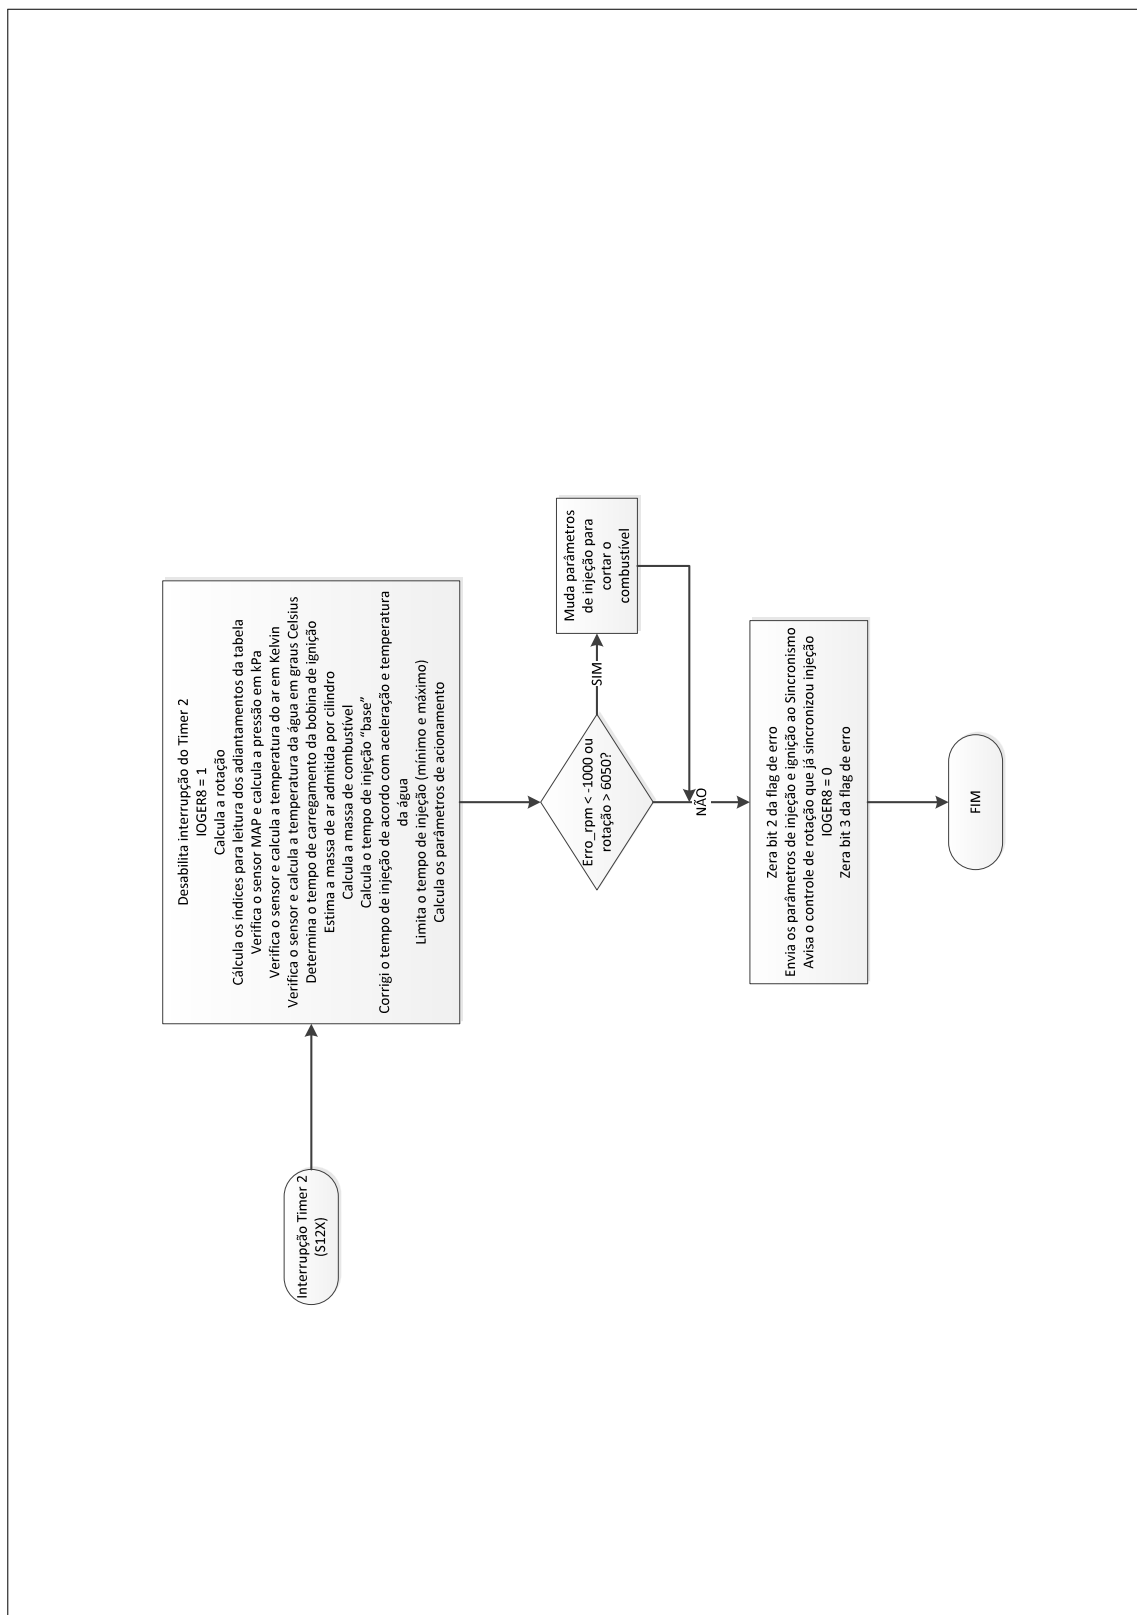 Interrupção Timer 2
(S12X)
Desabilita interrupção do Timer 2
IOGER8 = 1
Calcula a rotação
Cálcula os índices para leitura dos adiantamentos da tabela
Verifica o sensor MAP e calcula a pressão em kPa
Verifica o sensor e calcula a temperatura do ar em Kelvin
Verifica o sensor e calcula a temperatura da água em graus Celsius
Determina o tempo de carregamento da bobina de ignição
Estima a massa de ar admitida por cilindro
Calcula a massa de combustível
Calcula o tempo de injeção “base”
Corrigi o tempo de injeção de acordo com aceleração e temperatura
da água
Limita o tempo de injeção (mínimo e máximo)
Calcula os parâmetros de acionamento
Erro_rpm < -1000 ou
rotação > 6050?
SIM
Muda parâmetros
de injeção para
cortar o
combustível
NÃO
Zera bit 2 da flag de erro
Envia os parâmetros de injeção e ignição ao Sincronismo
Avisa o controle de rotação que já sincronizou injeção
IOGER8 = 0
Zera bit 3 da flag de erro
FIM